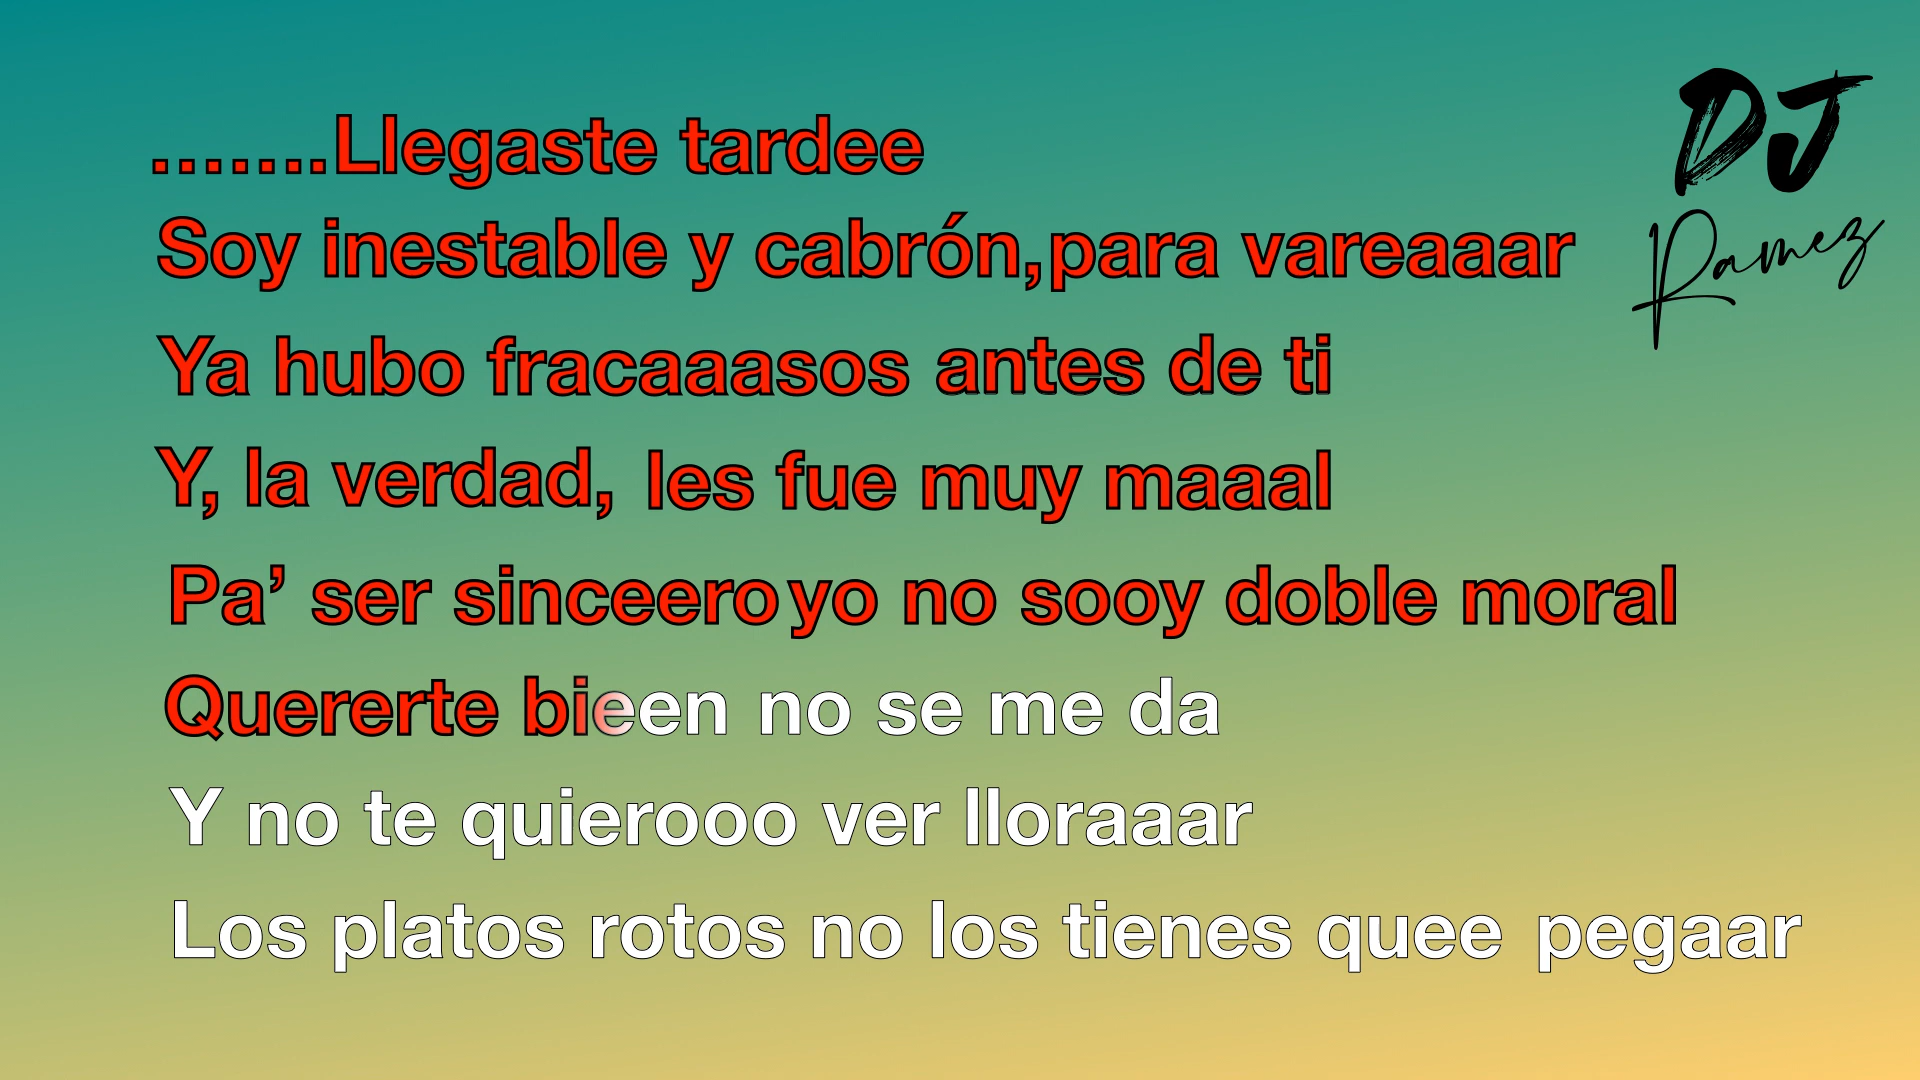 .......Llegaste tardee
Soy inestable y cabrón,para vareaaar
Ya hubo fracaaasos antes de ti
Y, la verdad, les fue muy maaal
Pa’ ser sinceero yo no sooy doble moral
Quererte bieen no se me da
Y no te quierooo ver lloraaar
Los platos rotos no los tienes quee pegaar
DJ
Ramez